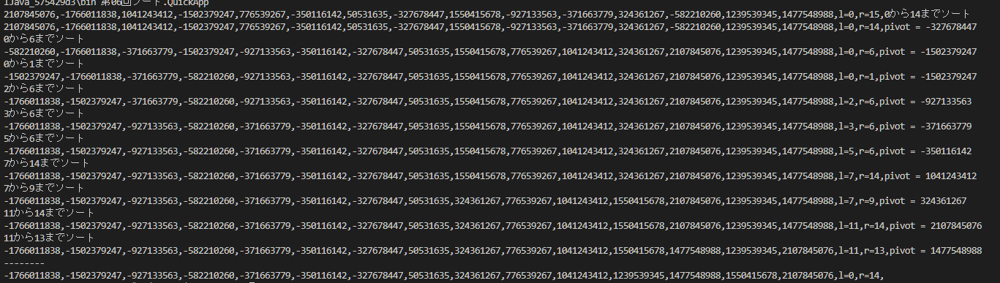 lJava_575429d3\bin 第06回ソート.QuickApp
2107845076,-1766011838,1041243412,-1502379247,776539267,-350116142,50531635,-327678447,1550415678,-927133563,-371663779,324361267,-582210260,1239539345,1477548988,l=0,r=15,0から14までソート
2107845076,-1766011838,1041243412,-1502379247,776539267,-350116142,50531635,-327678447,1550415678,-927133563,-371663779,324361267,-582210260,1239539345,1477548988,l=0,r=14,pivot = -327678447
0から6までソート
-582210260,-1766011838,-371663779,-1502379247,-927133563,-350116142,-327678447,50531635,1550415678,776539267,1041243412,324361267,2107845076,1239539345,1477548988,l=0,r=6,pivot = -1502379247
0から1までソート
-1502379247,-1766011838,-371663779,-582210260,-927133563,-350116142,-327678447,50531635,1550415678,776539267,1041243412,324361267,2107845076,1239539345,1477548988,l=0,r=1,pivot = -1502379247
2から6までソート
-1766011838,-1502379247,-371663779,-582210260,-927133563,-350116142,-327678447,50531635,1550415678,776539267,1041243412,324361267,2107845076,1239539345,1477548988,l=2,r=6,pivot = -927133563
3から6までソート
-1766011838,-1502379247,-927133563,-582210260,-371663779,-350116142,-327678447,50531635,1550415678,776539267,1041243412,324361267,2107845076,1239539345,1477548988,l=3,r=6,pivot = -371663779
5から6までソート
-1766011838,-1502379247,-927133563,-582210260,-371663779,-350116142,-327678447,50531635,1550415678,776539267,1041243412,324361267,2107845076,1239539345,1477548988,l=5,r=6,pivot = -350116142
7から14までソート
-1766011838,-1502379247,-927133563,-582210260,-371663779,-350116142,-327678447,50531635,1550415678,776539267,1041243412,324361267,2107845076,1239539345,1477548988,l=7,r=14,pivot = 1041243412
7から9までソート
-1766011838,-1502379247,-927133563,-582210260,-371663779,-350116142,-327678447,50531635,324361267,776539267,1041243412,1550415678,2107845076,1239539345,1477548988,l=7,r=9,pivot = 324361267
11から14までソート
-1766011838,-1502379247,-927133563,-582210260,-371663779,-350116142,-327678447,50531635,324361267,776539267,1041243412,1550415678,2107845076,1239539345,1477548988,l=11,r=14,pivot = 2107845076
11から13までソート
-1766011838,-1502379247,-927133563,-582210260,-371663779,-350116142,-327678447,50531635,324361267,776539267,1041243412,1550415678,1477548988,1239539345,2107845076,l=11,r=13,pivot = 1477548988
--------
-1766011838,-1502379247,-927133563,-582210260,-371663779,-350116142,-327678447,50531635,324361267,776539267,1041243412,1239539345,1477548988,1550415678,2107845076,l=0,r=14,